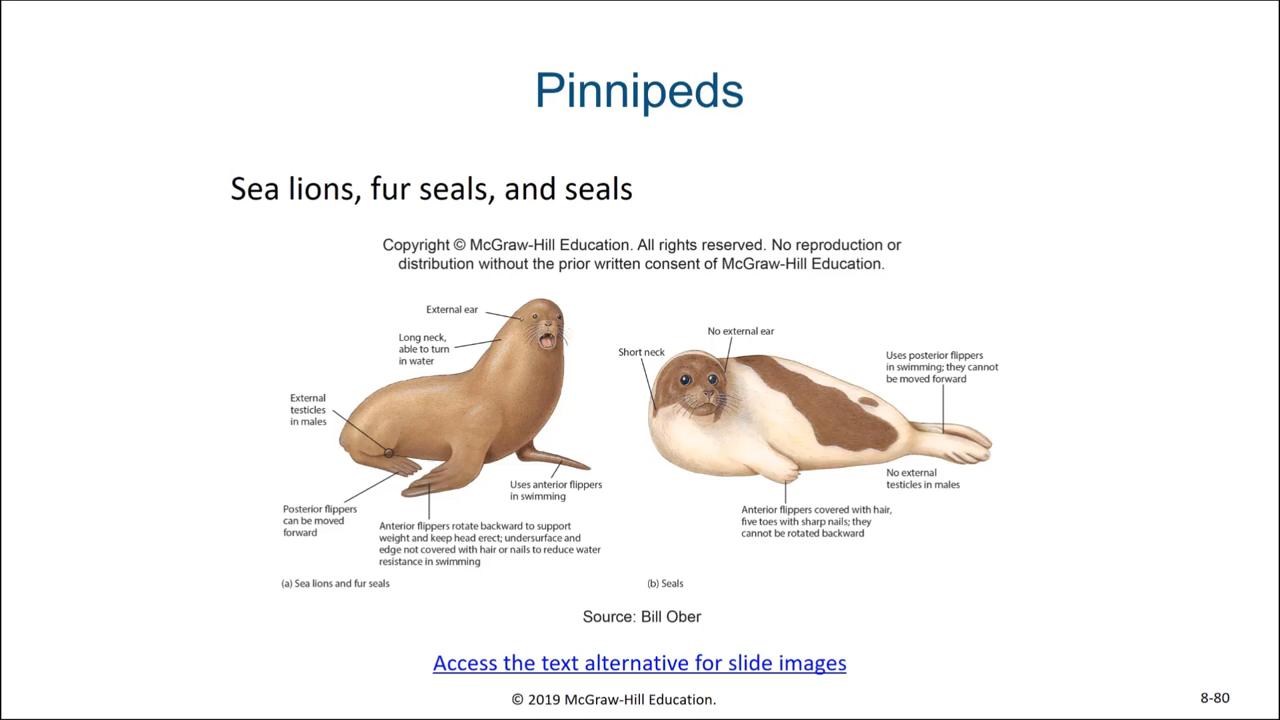 Pinnipeds
Sea lions, fur seals, and seals
Copyright © McGraw-Hill Education. All rights reserved. No reproduction or
distribution without the prior written consent of McGraw-Hill Education.
External ear
Long neck,
able to turn
in water
External
testicles
in males
Posterior flippers
can be moved
forward
Anterior flippers rotate backward to support
weight and keep head erect; undersurface and
edge not covered with hair or nails to reduce water
resistance in swimming
Uses anterior flippers
in swimming
(a) Sea lions and fur seals
Short neck
No external ear
Uses posterior flippers
in swimming; they cannot
be moved forward
No external
testicles in males
Anterior flippers covered with hair,
five toes with sharp nails; they
cannot be rotated backward
(b) Seals
Source: Bill Ober
Access the text alternative for slide images
© 2019 McGraw-Hill Education.
8-80